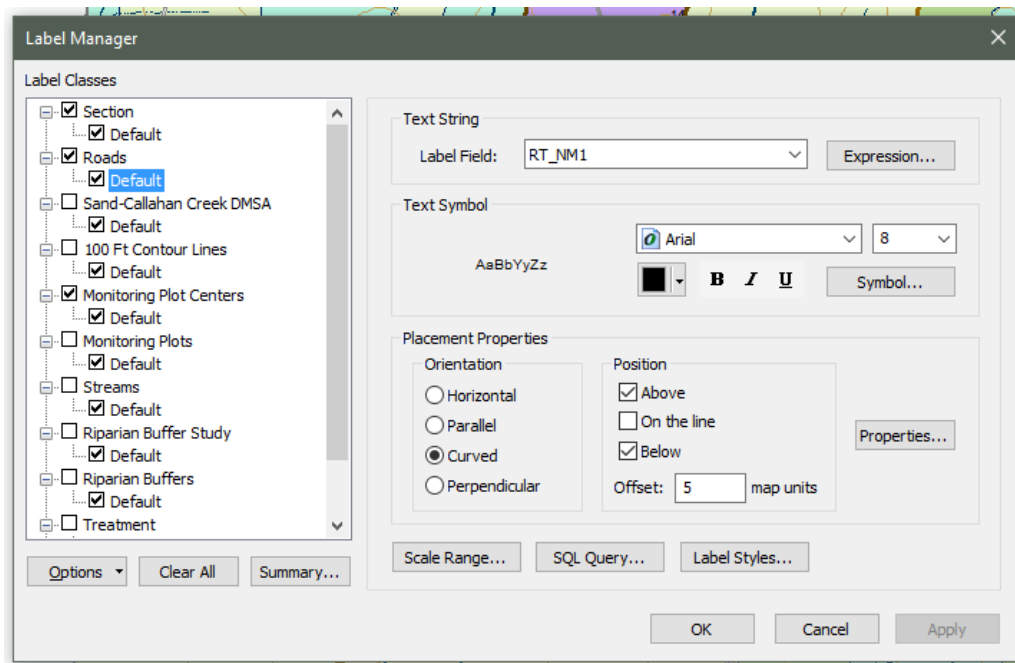 Label Manager
Label Classes
Section
Default
Roads
Default
Sand-Callahan Creek DMSA
Default
100 Ft Contour Lines
Default
Monitoring Plot Centers
Default
Monitoring Plots
Default
Streams
Default
Riparian Buffer Study
Default
Riparian Buffers
Default
Treatment
Options
Clear All
Summary...
Text String
Label Field:
RT_NM1
Expression...
Text Symbol
AaBbYyZz
Arial
8
B I U
Symbol...
Placement Properties
Orientation
Horizontal
Parallel
Curved
Perpendicular
Position
Above
On the line
Below
Offset: 5 map units
Properties...
Scale Range...
SQL Query...
Label Styles...
OK
Cancel
Apply